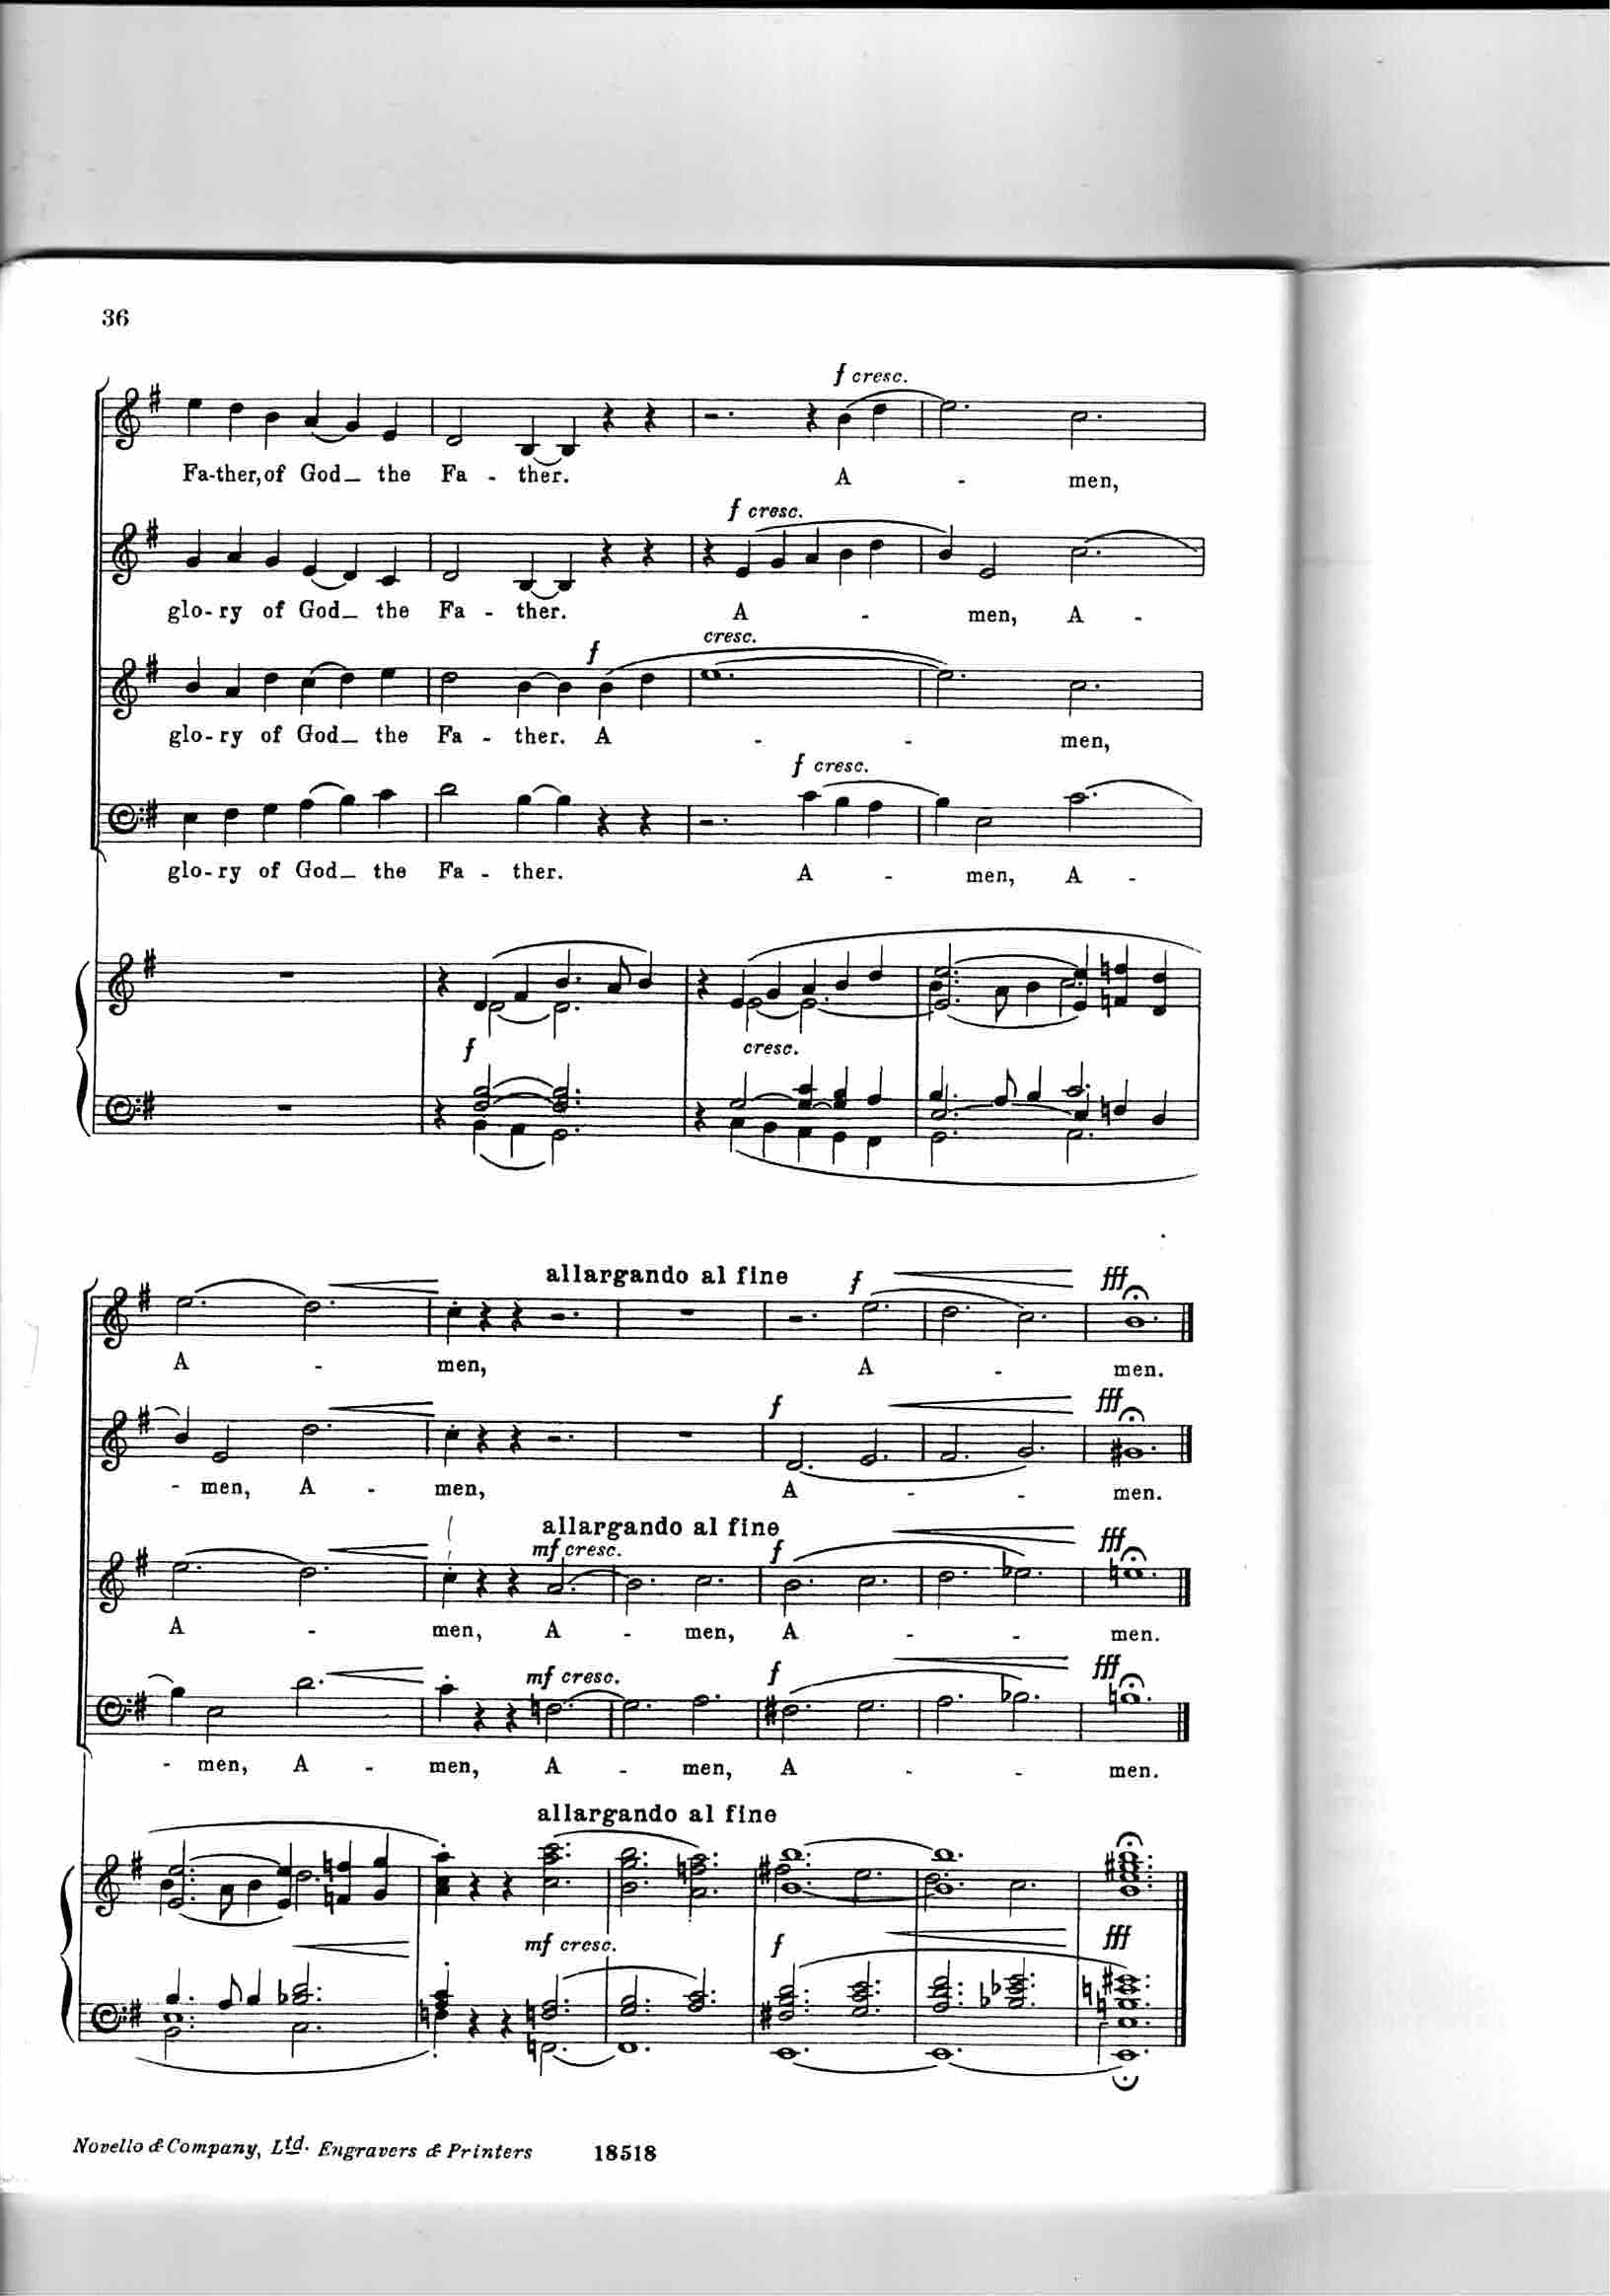 36
f cresc.
Fa-ther, of God_ the Fa - ther. A - men,
f cresc.
glo-ry of God_ the Fa - ther. A - men, A -
f cresc.
glo-ry of God_ the Fa - ther. A - - men,
f cresc.
glo-ry of God_ the Fa - ther. A - men, A -
f cresc.
allargando al fine f fff
A - men, A - men.
f fff
- men, A - men, A - - men.
allargando al fine
mf cresc. f fff
A - men, A - men, A - - men.
mf cresc. f fff
- men, A - men, A - men, A - - men.
allargando al fine
mf cresc. f fff
Novello & Company, Ltd. Engravers & Printers 18518